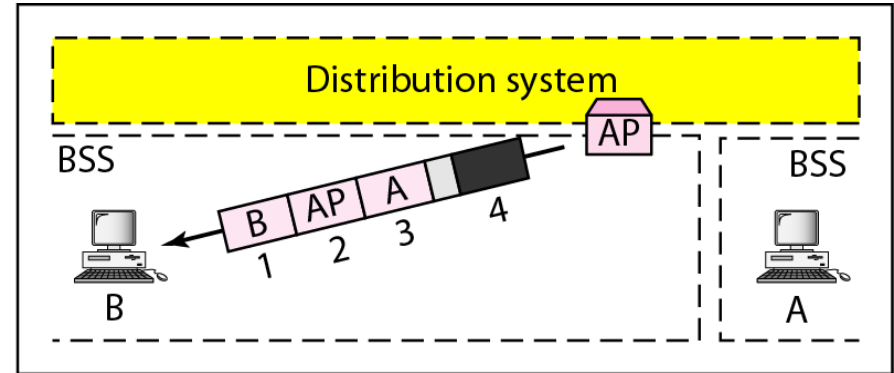 Distribution system
AP
BSS
BSS
B AP A
1 2 3 4
B
A